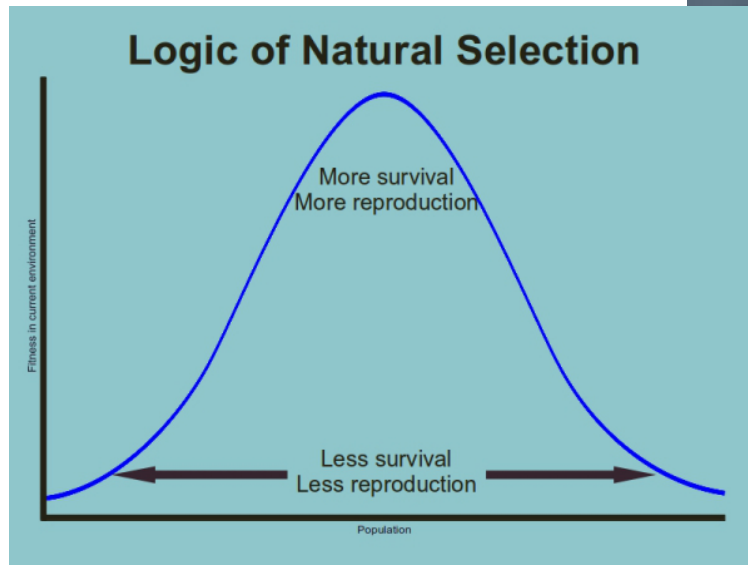 Logic of Natural Selection
More survival
More reproduction
Fitness in current environment
Less survival
Less reproduction
Population